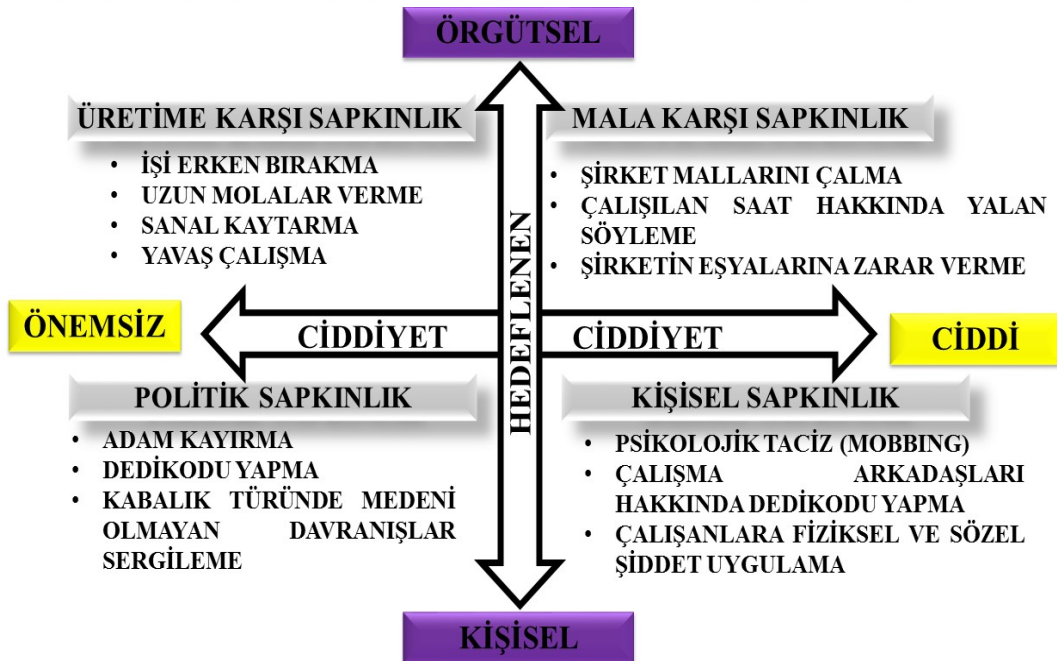 ÖRGÜTSEL
ÜRETİME KARŞI SAPKINLIK
• İŞİ ERKEN BIRAKMA
• UZUN MOLALAR VERME
• SANAL KAYTARMA
• YAVAŞ ÇALIŞMA
MALA KARŞI SAPKINLIK
• ŞİRKET MALLARINI ÇALMA
• ÇALIŞILAN SAAT HAKKINDA YALAN
SÖYLEME
• ŞİRKETİN EŞYALARINA ZARAR VERME
ÖNEMSİZ
CİDDİYET
HEDEFLENEN
CİDDİYET
CİDDİ
POLİTİK SAPKINLIK
• ADAM KAYIRMA
• DEDİKODU YAPMA
• KABALIK TÜRÜNDE MEDENİ
OLMAYAN DAVRANIŞLAR
SERGİLEME
KİŞİSEL SAPKINLIK
• PSİKOLOJİK TACİZ (MOBBING)
• ÇALIŞMA ARKADAŞLARI
HAKKINDA DEDİKODU YAPMA
• ÇALIŞANLARA FİZİKSEL VE SÖZEL
ŞİDDET UYGULAMA
KİŞİSEL